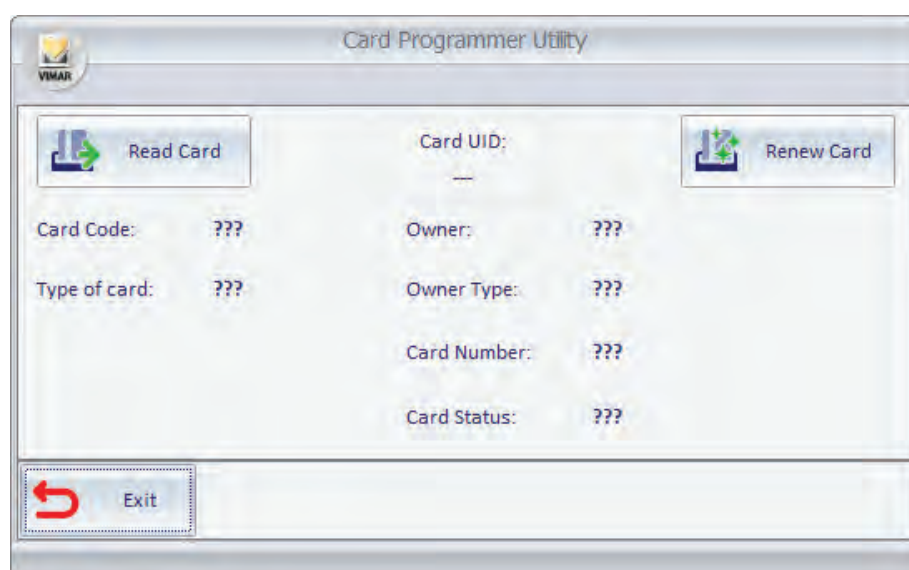 Card Programmer Utility
VIMAR
Read Card
Card UID:
---
Renew Card
Card Code: ???
Owner: ???
Type of card: ???
Owner Type: ???
Card Number: ???
Card Status: ???
Exit